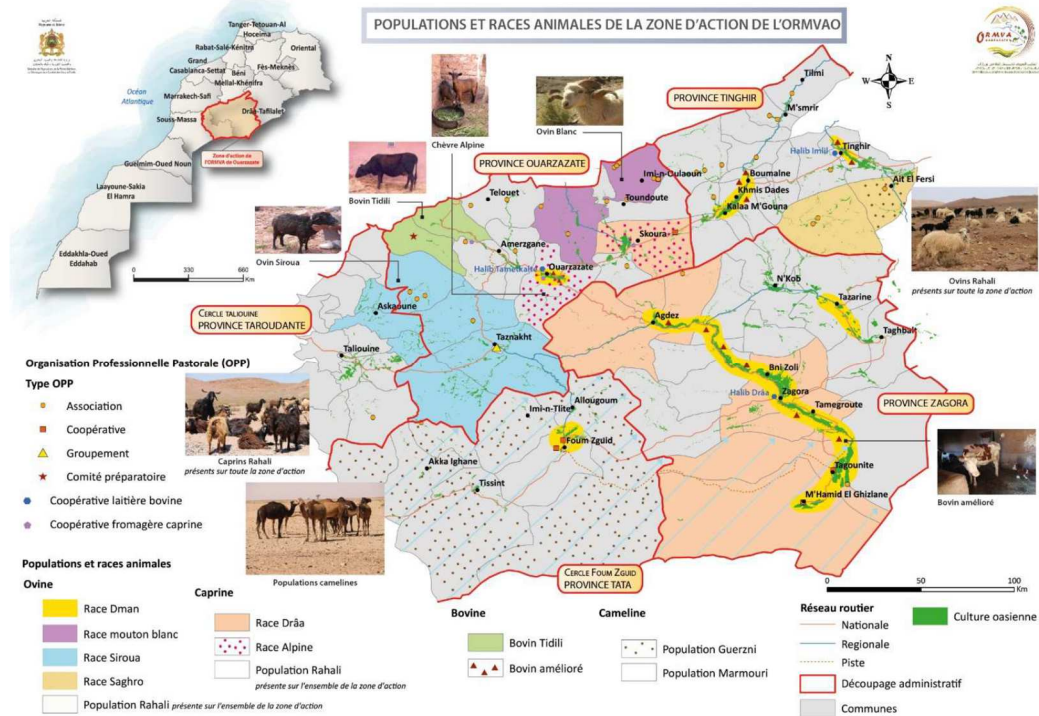 POPULATIONS ET RACES ANIMALES DE LA ZONE D'ACTION DE L'ORMVAO
ORMVA
Tanger-Tetouan-Al
Hoceima
Oriental
Rabat-Salé-Kénitra
Fès-Meknès
Grand
Casabianca-Settat
Béni
Mellal-Khénifra
Marrakech-Safi
Drâa-Tafilalet
Souss-Massa
Océan
Atlantique
Zone d'action de
l'ORMVA de Ouarzazate
Gueimim-Oued Noun
Laayoune-Sakia
El Hamra
Eddakhla-Oued
Eddahab
0 330 660
Km
N
W E
S
PROVINCE TINGHIR
Tilmi
M'smrir
Ovin Blanc
Chèvre Alpine
PROVINCE OUARZAZATE
Halib Imlil
Tinghir
Imi-n-Oulaoun
Boumalne
Ait El Fersi
Khmis Dades
Bovin Tidili
Telouet
Toundoute
Kalaa M'Gouna
Skoura
Ovin Siroua
Amerzgane
Ouarzazate
Ovins Rahali
présents sur toute la zone d'action
N'Kob
Askaoune
Tazarine
CERCLE TALIOUINE
PROVINCE TAROUDANTE
Agdez
Taghbalt
Taznakht
Taliouine
Bni Zoli
Halib Drâa
Zagora
PROVINCE ZAGORA
Allougoum
Tamegroute
Imi-n-Tlite
Foum Zguid
Akka Ighane
Tagounite
Tissint
M'Hamid El Ghizlane
Bovin amélioré
CERCLE FOUM ZGUID
PROVINCE TATA
0 50 100
Km
Organisation Professionnelle Pastorale (OPP)
Type OPP
Association
Coopérative
Groupement
Comité préparatoire
Coopérative laitière bovine
Coopérative fromagère caprine
Caprins Rahali
présents sur toute la zone d'action
Populations camelines
Populations et races animales
Ovine
Race Dman
Race mouton blanc
Race Siroua
Race Saghro
Population Rahali présente sur l'ensemble de la zone d'action
Caprine
Race Drâa
Race Alpine
Population Rahali
présente sur l'ensemble de la zone d'action
Bovine
Bovin Tidili
Bovin amélioré
Cameline
Population Guerzni
Population Marmouri
Réseau routier
Nationale
Regionale
Piste
Découpage administratif
Communes
Culture oasienne